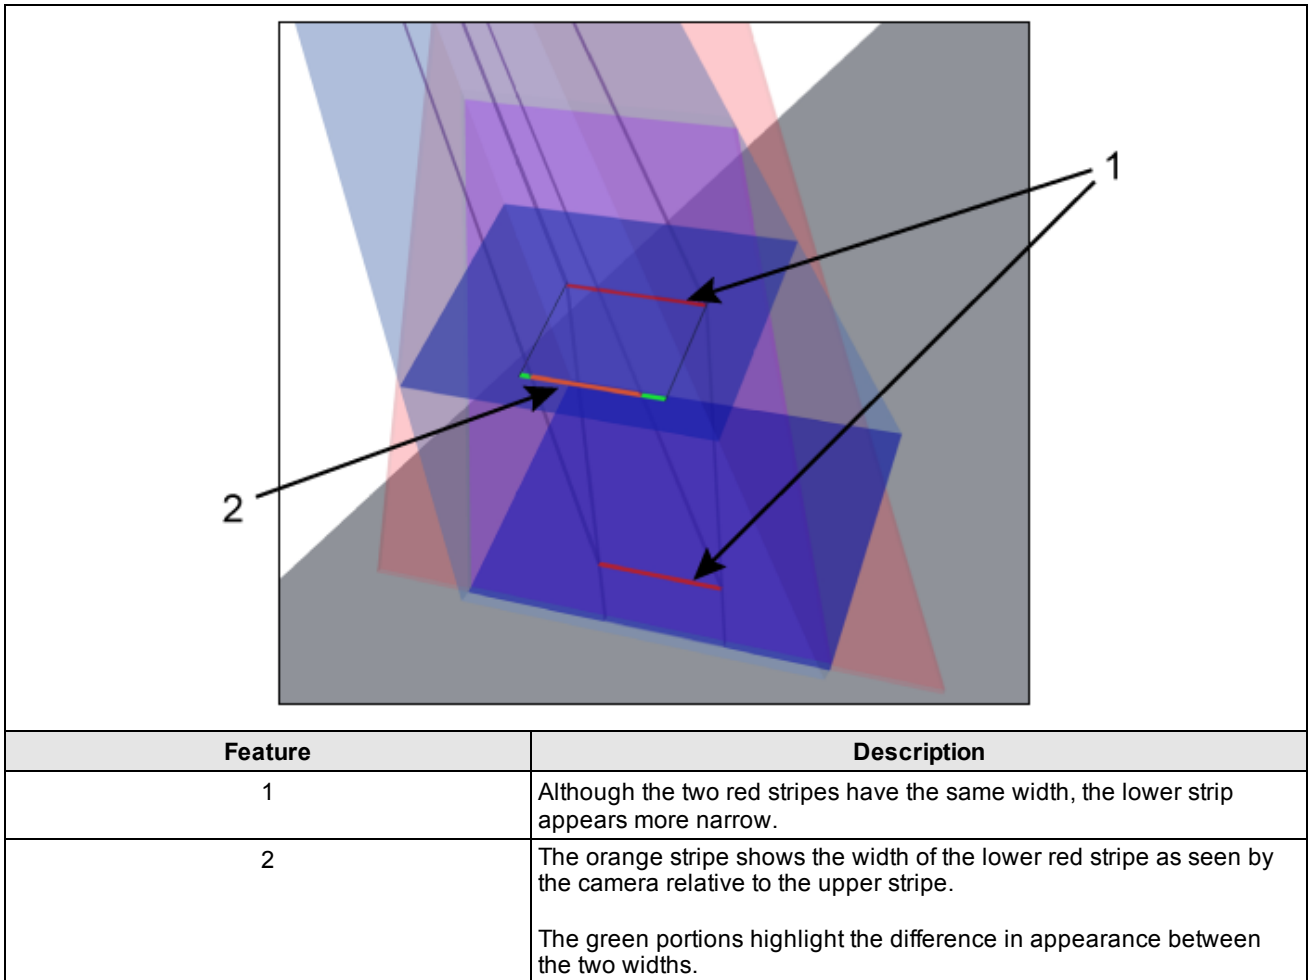 1
2
Feature Description
1 Although the two red stripes have the same width, the lower strip
appears more narrow.
2 The orange stripe shows the width of the lower red stripe as seen by
the camera relative to the upper stripe.
The green portions highlight the difference in appearance between
the two widths.